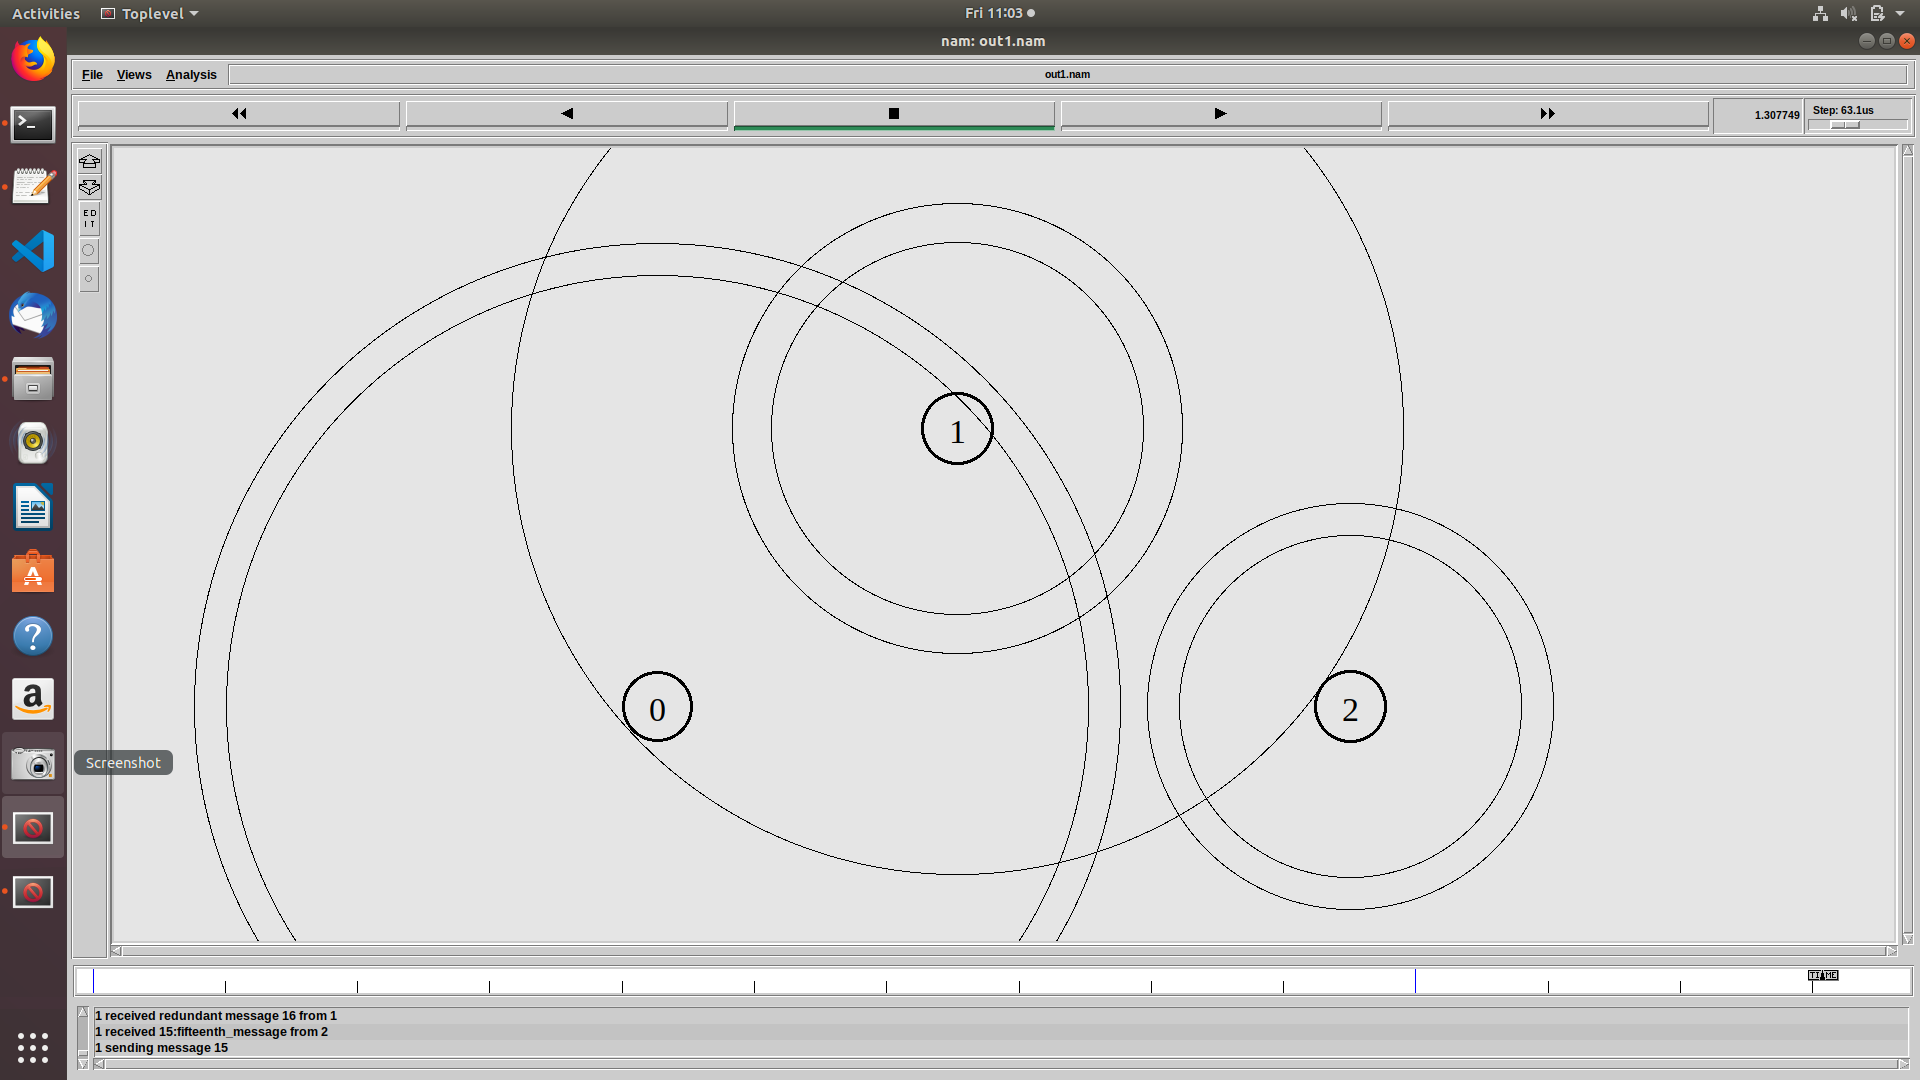 Activities
Toplevel
Fri 11:03
nam: out1.nam
File Views Analysis
out1.nam
1.307749
Step: 63.1us
ED
IT
1
0
2
Screenshot
TIME
1 received redundant message 16 from 1
1 received 15:fifteenth_message from 2
1 sending message 15